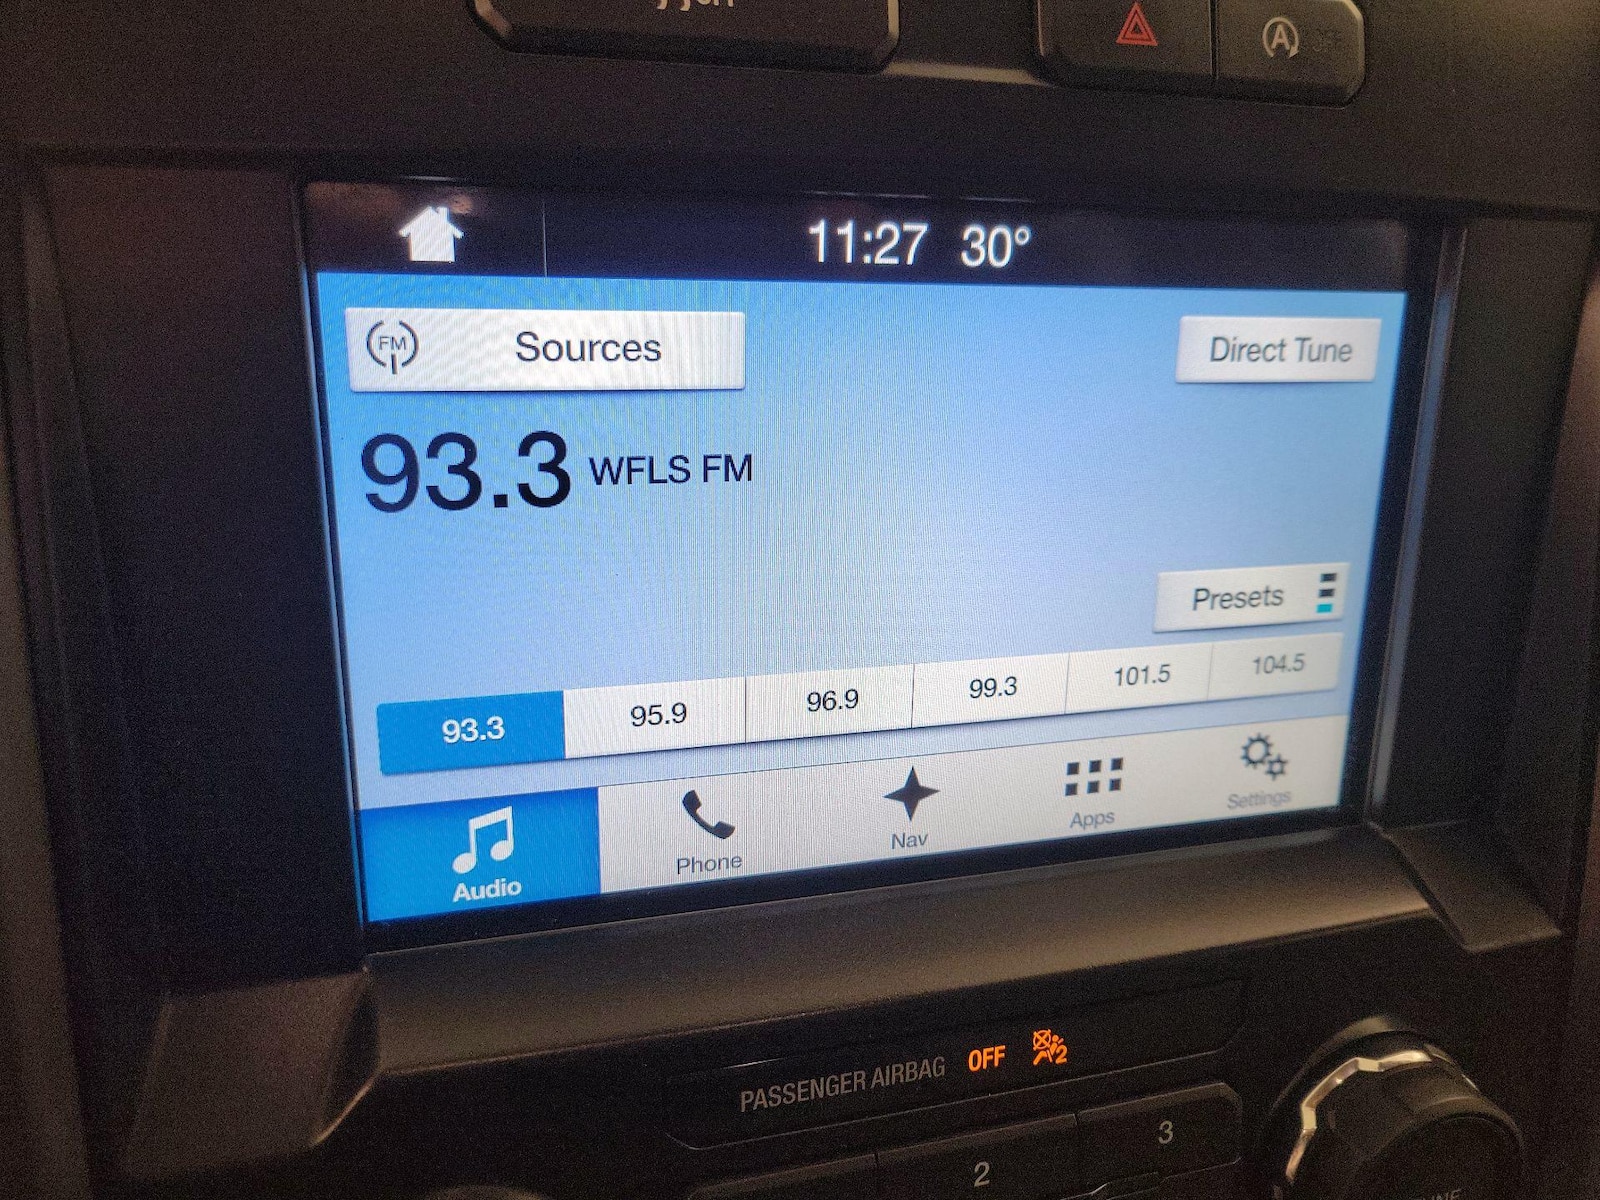 A OFF
11:27 30°
FM Sources
Direct Tune
93.3 WFLS FM
Presets
93.3 95.9 96.9 99.3 101.5 104.5
Audio Phone Nav Apps Settings
PASSENGER AIRBAG OFF 2
2 3